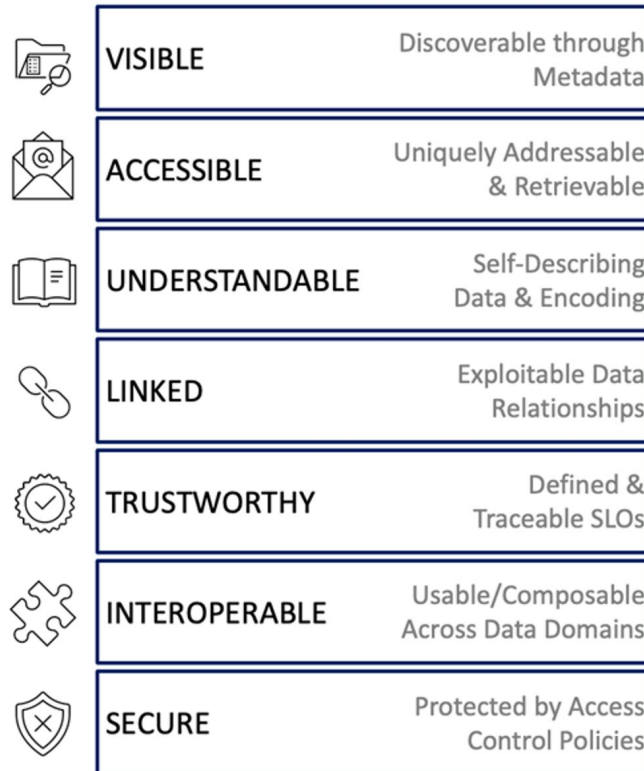 VISIBLE
Discoverable through
Metadata
ACCESSIBLE
Uniquely Addressable
& Retrievable
UNDERSTANDABLE
Self-Describing
Data & Encoding
LINKED
Exploitable Data
Relationships
TRUSTWORTHY
Defined &
Traceable SLOs
INTEROPERABLE
Usable/Composable
Across Data Domains
SECURE
Protected by Access
Control Policies